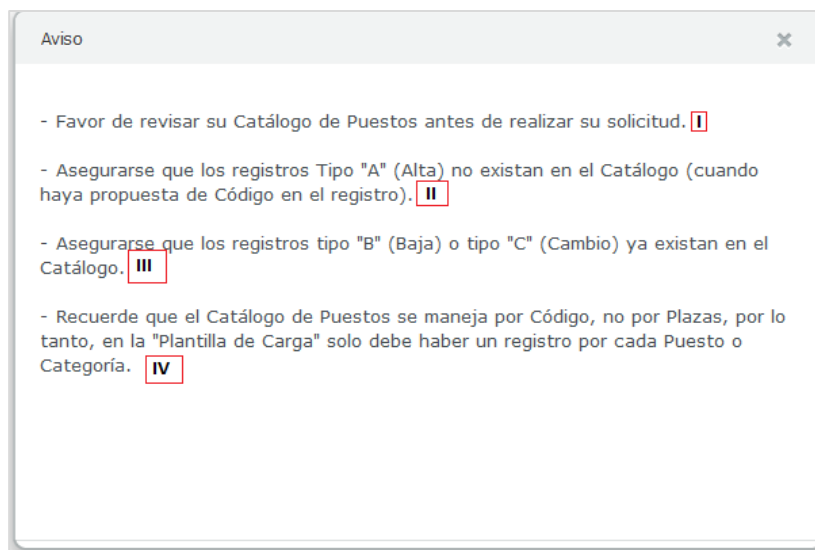 Aviso
- Favor de revisar su Catálogo de Puestos antes de realizar su solicitud. I
- Asegurarse que los registros Tipo "A" (Alta) no existan en el Catálogo (cuando
haya propuesta de Código en el registro). II
- Asegurarse que los registros tipo "B" (Baja) o tipo "C" (Cambio) ya existan en el
Catálogo. III
- Recuerde que el Catálogo de Puestos se maneja por Código, no por Plazas, por lo
tanto, en la "Plantilla de Carga" solo debe haber un registro por cada Puesto o
Categoría. IV